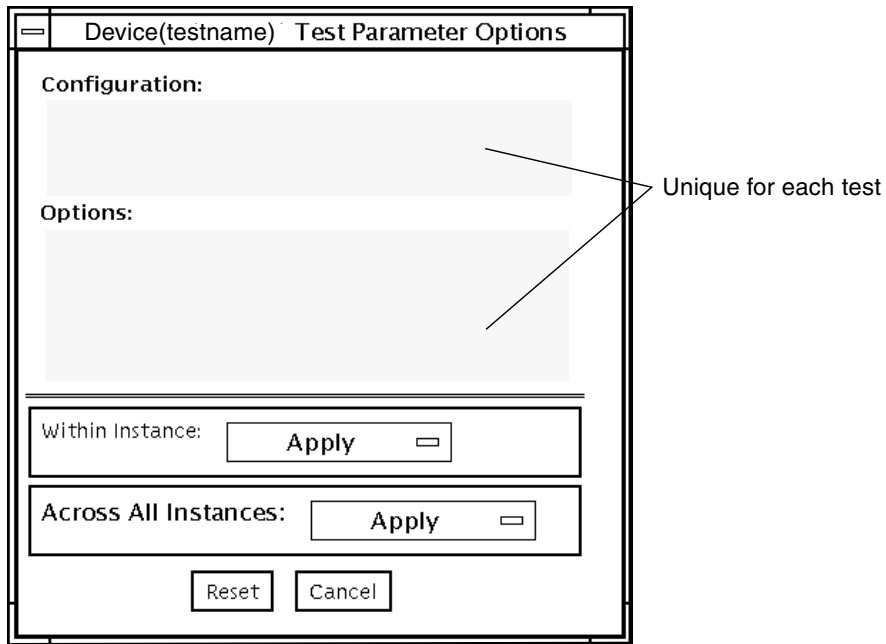 Device(testname) Test Parameter Options
Configuration:
Unique for each test
Options:
Within Instance:
Apply
Across All Instances:
Apply
Reset
Cancel